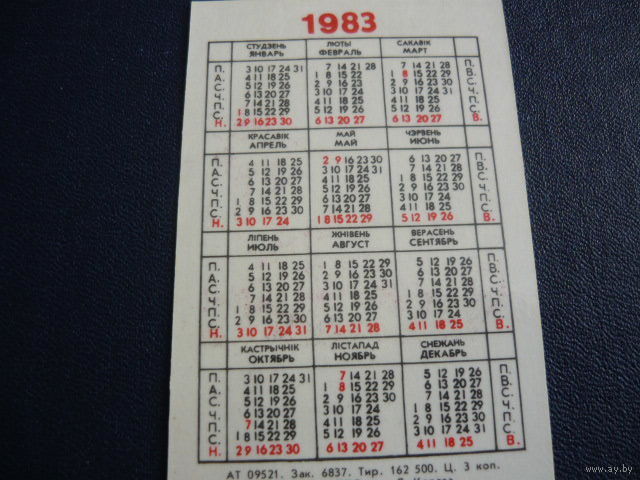 1983
СТУДЗЕНЬ ЛЮТЫ САКАВІК
ЯНВАРЬ ФЕВРАЛЬ МАРТ
П. 3 10 17 24 31 7 14 21 28 7 14 21 28 П.
А. 4 11 18 25 1 8 15 22 1 8 15 22 29 В.
С. 5 12 19 26 2 9 16 23 2 9 16 23 30 С.
Ч. 6 13 20 27 3 10 17 24 3 10 17 24 31 Ч.
П. 7 14 21 28 4 11 18 25 4 11 18 25 П.
С. 1 8 15 22 29 5 12 19 26 5 12 19 26 С.
Н. 2 9 16 23 30 6 13 20 27 6 13 20 27 В.
КРАСАВІК МАЙ ЧЭРВЕНЬ
АПРЕЛЬ МАЙ ИЮНЬ
П. 4 11 18 25 2 9 16 23 30 6 13 20 27 П.
А. 5 12 19 26 3 10 17 24 31 7 14 21 28 В.
С. 6 13 20 27 4 11 18 25 1 8 15 22 29 С.
Ч. 7 14 21 28 5 12 19 26 2 9 16 23 30 Ч.
П. 1 8 15 22 29 6 13 20 27 3 10 17 24 П.
С. 2 9 16 23 30 7 14 21 28 4 11 18 25 С.
Н. 3 10 17 24 1 8 15 22 29 5 12 19 26 В.
ЛІПЕНЬ ЖНІВЕНЬ ВЕРАСЕНЬ
ИЮЛЬ АВГУСТ СЕНТЯБРЬ
П. 4 11 18 25 1 8 15 22 29 5 12 19 26 П.
А. 5 12 19 26 2 9 16 23 30 6 13 20 27 В.
С. 6 13 20 27 3 10 17 24 31 7 14 21 28 С.
Ч. 7 14 21 28 4 11 18 25 1 8 15 22 29 Ч.
П. 1 8 15 22 29 5 12 19 26 2 9 16 23 30 П.
С. 2 9 16 23 30 6 13 20 27 3 10 17 24 С.
Н. 3 10 17 24 31 7 14 21 28 4 11 18 25 В.
КАСТРЫЧНІК ЛІСТАПАД СНЕЖАНЬ
ОКТЯБРЬ НОЯБРЬ ДЕКАБРЬ
П. 3 10 17 24 31 7 14 21 28 5 12 19 26 П.
А. 4 11 18 25 1 8 15 22 29 6 13 20 27 В.
С. 5 12 19 26 2 9 16 23 30 7 14 21 28 С.
Ч. 6 13 20 27 3 10 17 24 1 8 15 22 29 Ч.
П. 7 14 21 28 4 11 18 25 2 9 16 23 30 П.
С. 1 8 15 22 29 5 12 19 26 3 10 17 24 31 С.
Н. 2 9 16 23 30 6 13 20 27 4 11 18 25 В.
АТ 09521. Зак. 6837. Тир. 162 500. Ц. 3 коп.
www.ay.by